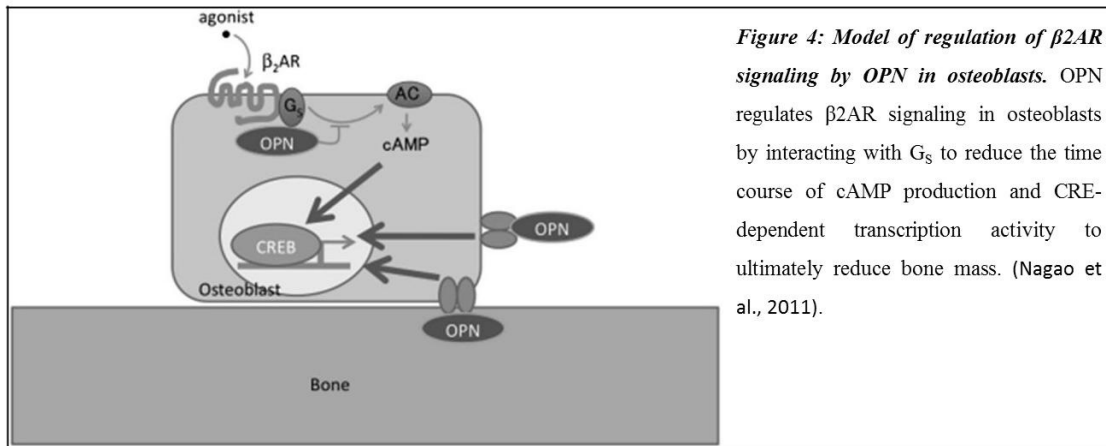 agonist
β₂AR
Gₛ
AC
OPN
cAMP
OPN
CREB
Osteoblast
OPN
Bone
Figure 4: Model of regulation of β2AR
signaling by OPN in osteoblasts. OPN
regulates β2AR signaling in osteoblasts
by interacting with Gₛ to reduce the time
course of cAMP production and CRE-
dependent transcription activity to
ultimately reduce bone mass. (Nagao et
al., 2011).